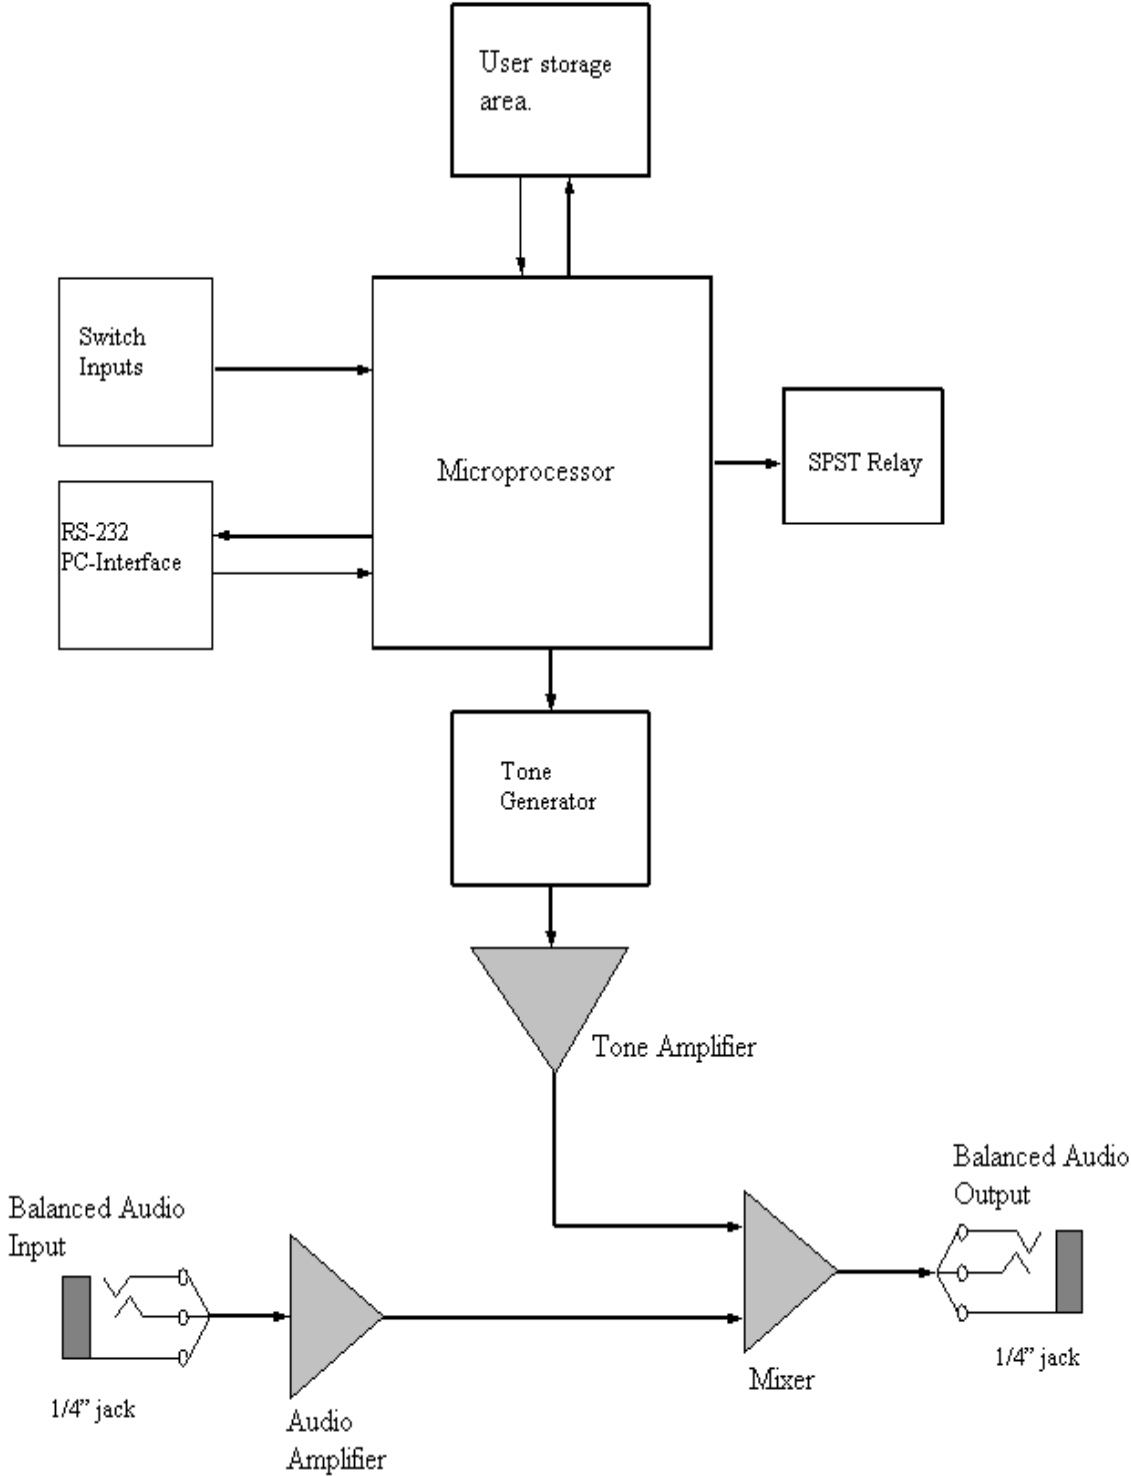 User storage
area.
Switch
Inputs
Microprocessor
SPST Relay
RS-232
PC-Interface
Tone
Generator
Tone Amplifier
Balanced Audio
Output
Balanced Audio
Input
1/4” jack
Mixer
1/4” jack
Audio
Amplifier